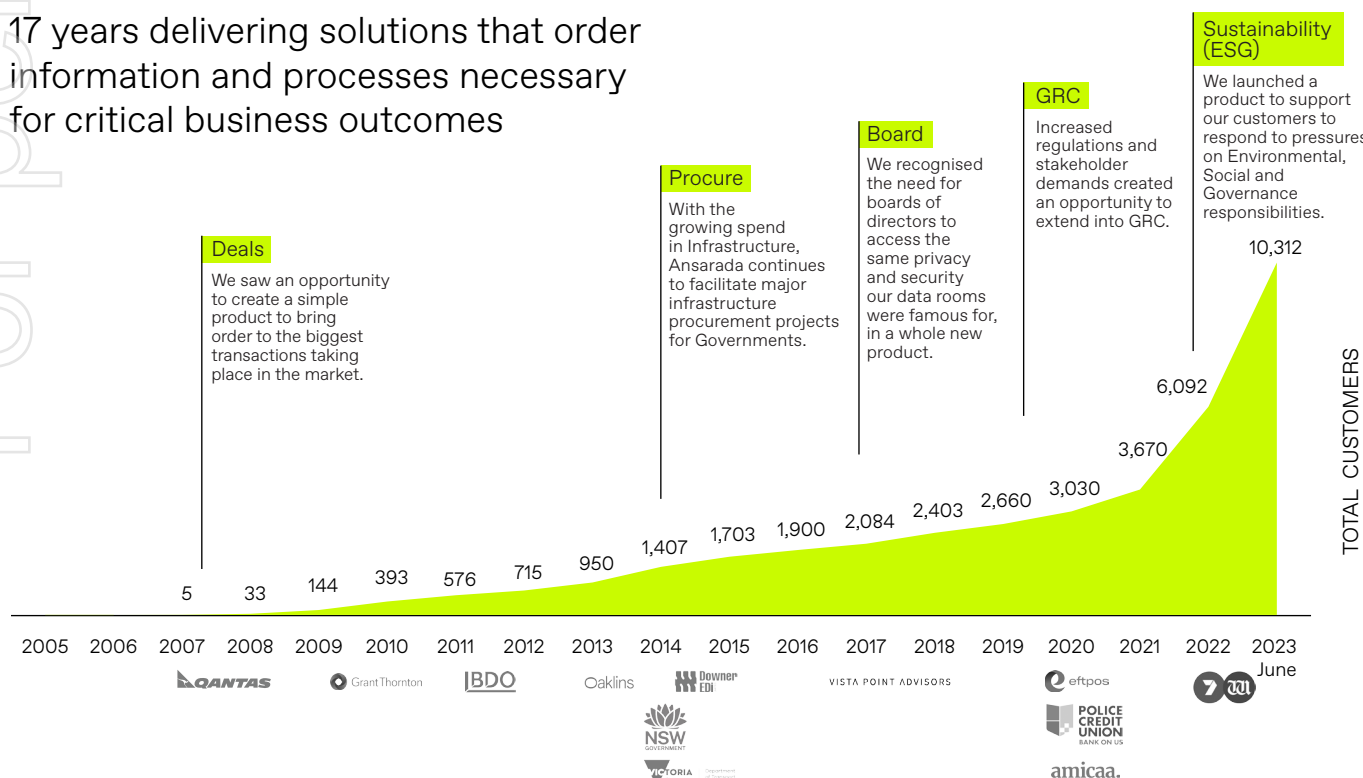 17 years delivering solutions that order
information and processes necessary
for critical business outcomes
Deals
We saw an opportunity
to create a simple
product to bring
order to the biggest
transactions taking
place in the market.
Procure
With the
growing spend
in Infrastructure,
Ansarada continues
to facilitate major
infrastructure
procurement projects
for Governments.
Board
We recognised
the need for
boards of
directors to
access the
same privacy
and security
our data rooms
were famous for,
in a whole new
product.
GRC
Increased
regulations and
stakeholder
demands created
an opportunity to
extend into GRC.
Sustainability
(ESG)
We launched a
product to support
our customers to
respond to pressures
on Environmental,
Social and
Governance
responsibilities.
5
33
144
393
576
715
950
1,407
1,703
1,900
2,084
2,403
2,660
3,030
3,670
6,092
10,312
TOTAL CUSTOMERS
2005 2006 2007 2008 2009 2010 2011 2012 2013 2014 2015 2016 2017 2018 2019 2020 2021 2022 2023
June
QANTAS
Grant Thornton
BDO
Oaklins
Downer
EDi
VISTA POINT ADVISORS
eftpos
7
NSW
GOVERNMENT
POLICE
CREDIT
UNION
BANK ON US
VICTORIA
amicaa.